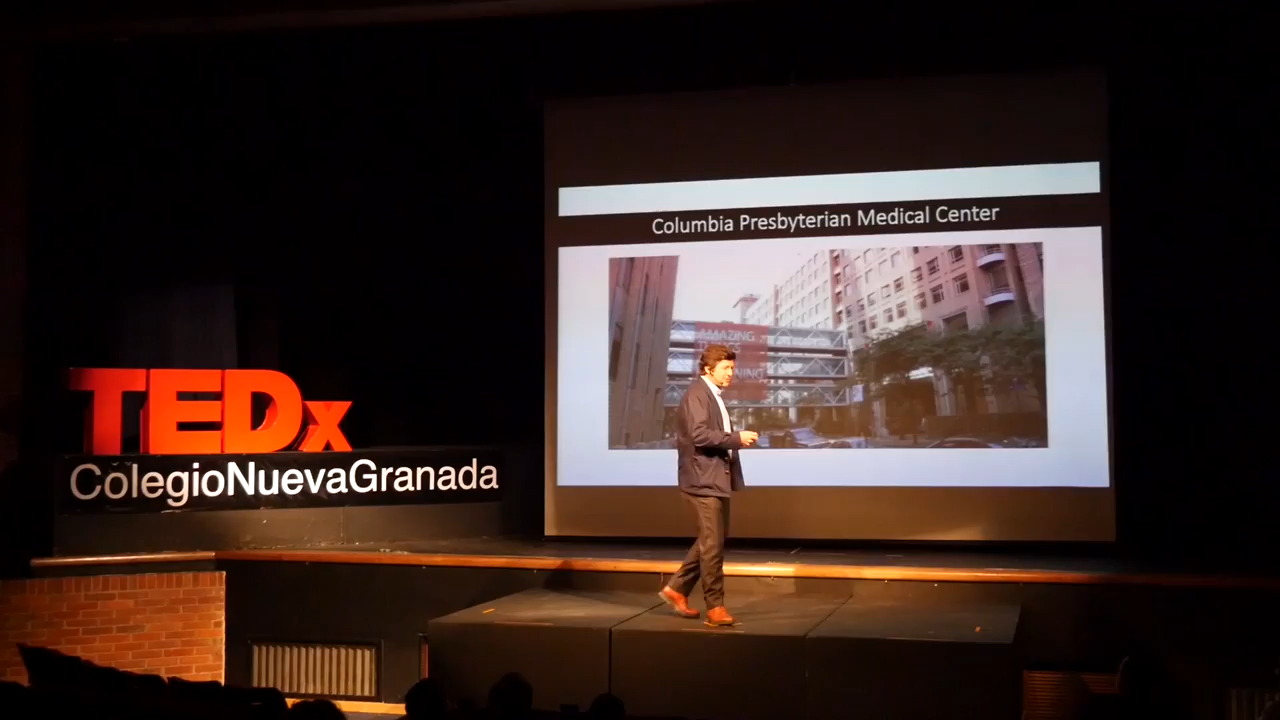 Columbia Presbyterian Medical Center
AMAZING
TEDx
ColegioNuevaGranada